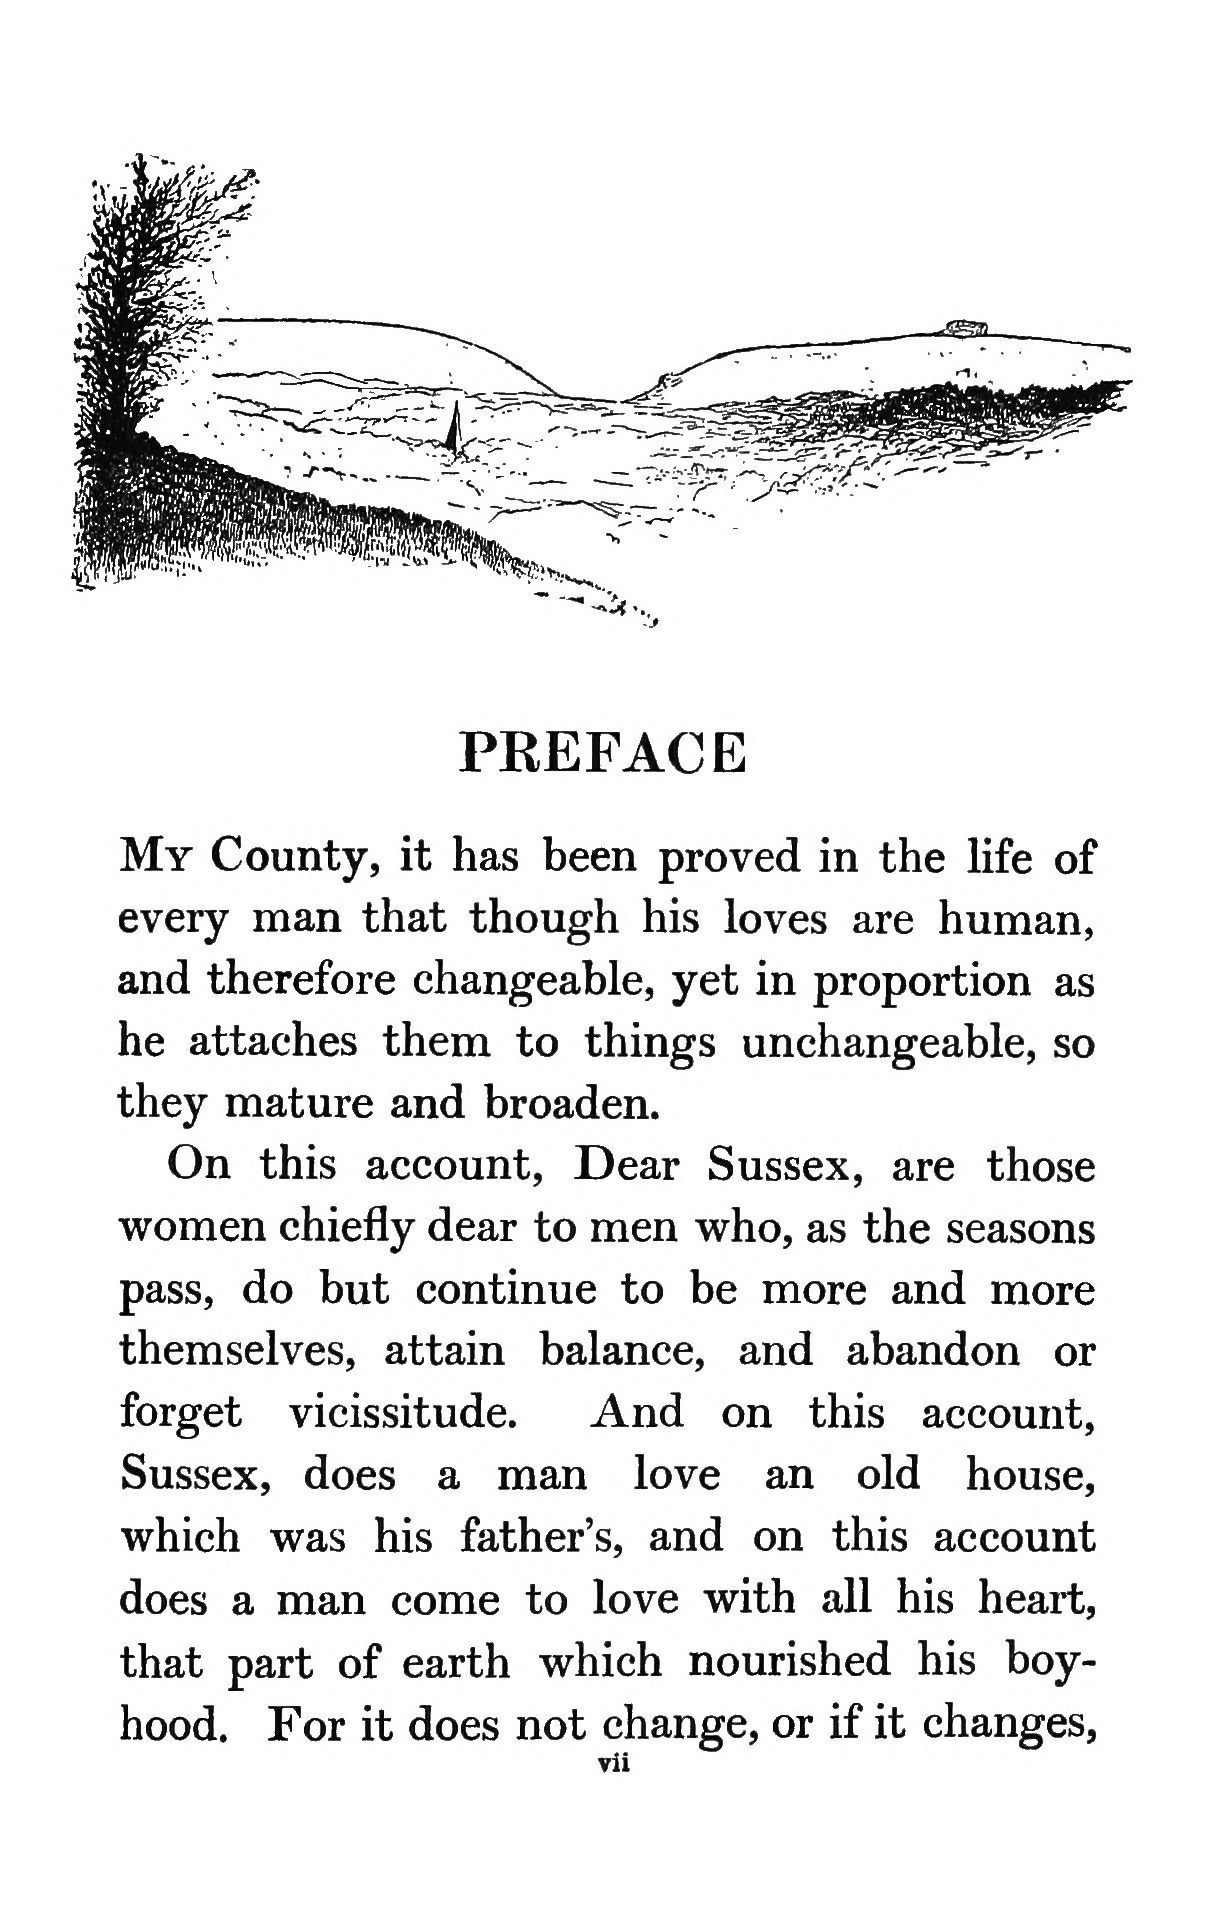 PREFACE
My County, it has been proved in the life of
every man that though his loves are human,
and therefore changeable, yet in proportion as
he attaches them to things unchangeable, so
they mature and broaden.
On this account, Dear Sussex, are those
women chiefly dear to men who, as the seasons
pass, do but continue to be more and more
themselves, attain balance, and abandon or
forget vicissitude. And on this account,
Sussex, does a man love an old house,
which was his father's, and on this account
does a man come to love with all his heart,
that part of earth which nourished his boy-
hood. For it does not change, or if it changes,
vii